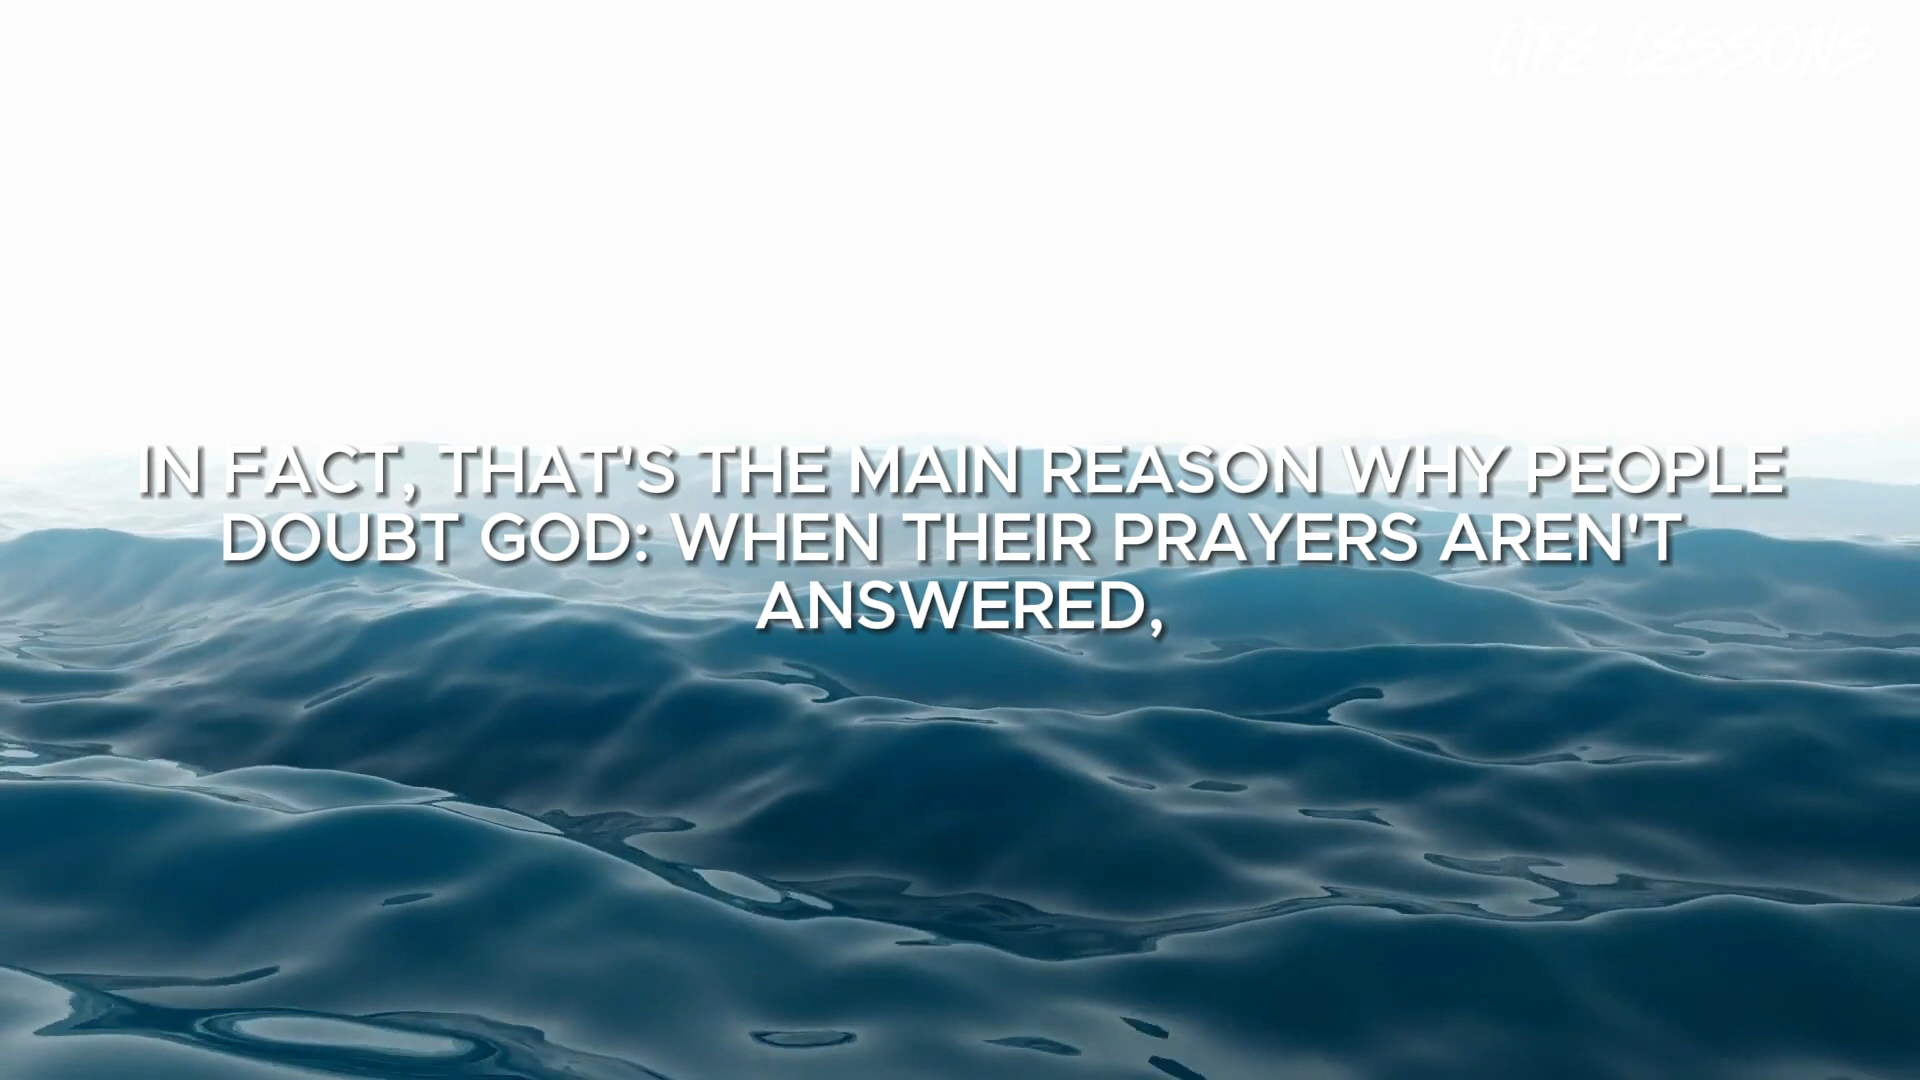 LIFE LESSONS
IN FACT, THAT'S THE MAIN REASON WHY PEOPLE
DOUBT GOD: WHEN THEIR PRAYERS AREN'T
ANSWERED,